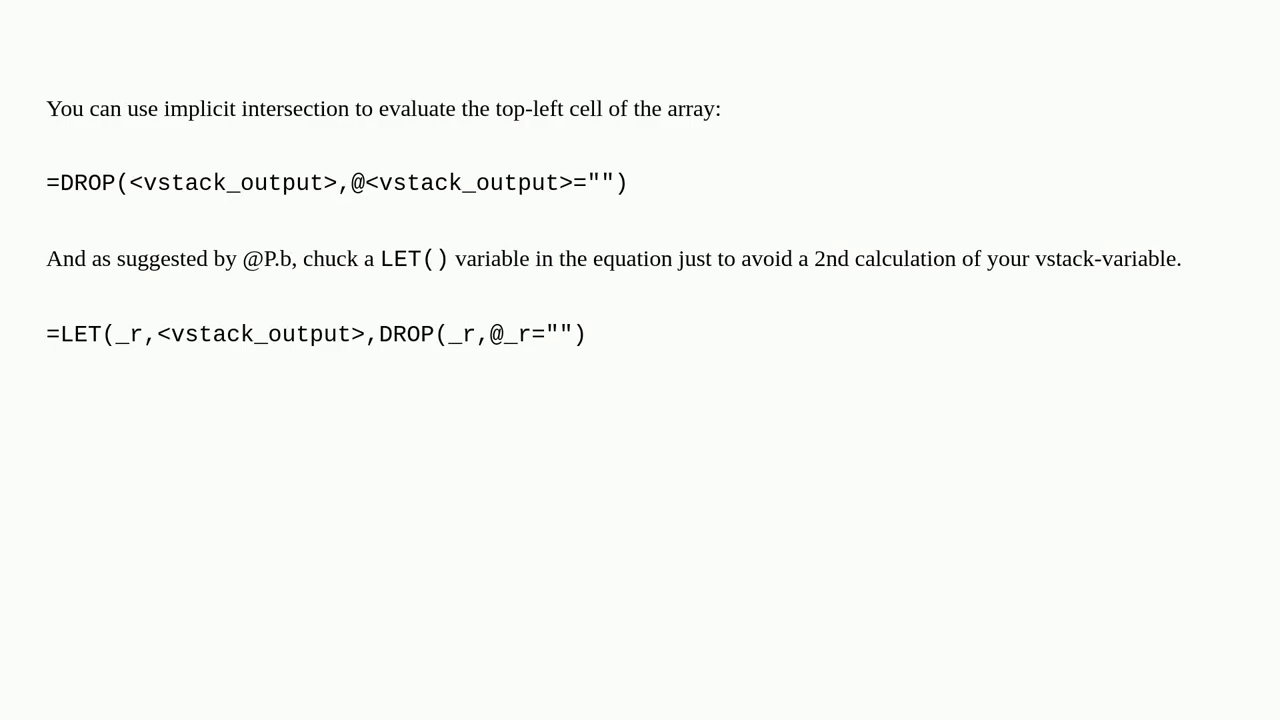 You can use implicit intersection to evaluate the top-left cell of the array:
=DROP(<vstack_output>,@<vstack_output>="")
And as suggested by @P.b, chuck a LET() variable in the equation just to avoid a 2nd calculation of your vstack-variable.
=LET(_r,<vstack_output>,DROP(_r,@_r="")